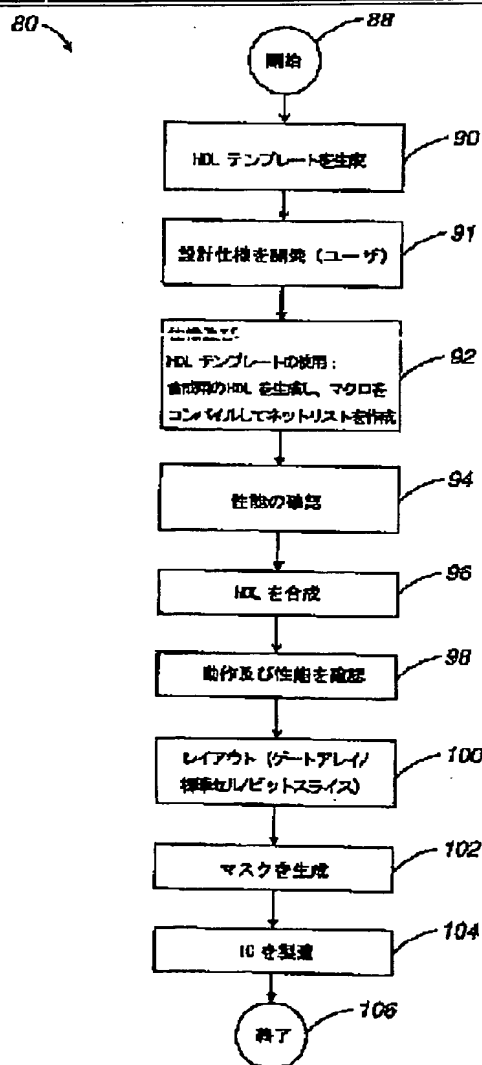 80
88
開始
90
HDL テンプレートを生成
91
設計仕様を開発 (ユーザ)
92
仕様及び
HDL テンプレートの使用:
合成用のHDL を生成し、マクロを
コンパイルしてネットリストを作成
94
性能の確認
96
HDL を合成
98
動作及び性能を確認
100
レイアウト (ゲートアレイ/
標準セル/ビットスライス)
102
マスクを生成
104
IC を製造
106
終了